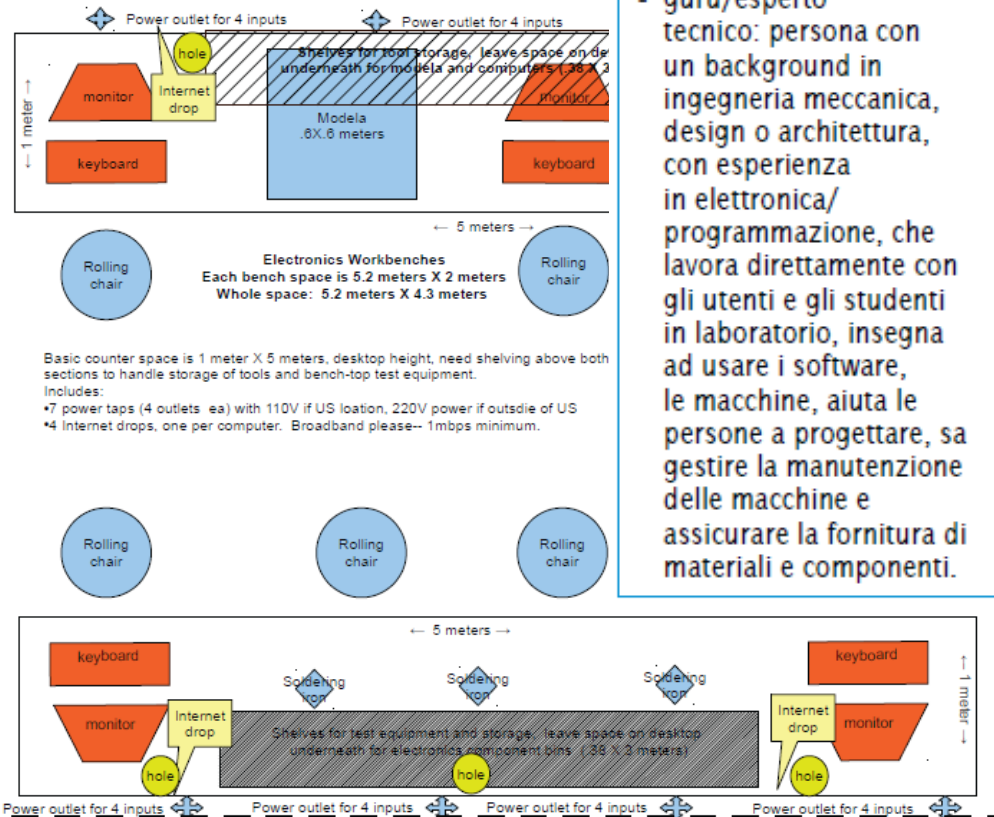 Power outlet for 4 inputs
Power outlet for 4 inputs
hole
Shelves for tool storage, leave space on de
underneath for modela and computers (.38 X 3
monitor
Internet
drop
monitor
Modela
.6X.6 meters
← 1 meter →
keyboard
keyboard
← 5 meters →
Rolling
chair
Electronics Workbenches
Each bench space is 5.2 meters X 2 meters
Whole space: 5.2 meters X 4.3 meters
Rolling
chair
Basic counter space is 1 meter X 5 meters, desktop height, need shelving above both
sections to handle storage of tools and bench-top test equipment.
Includes:
•7 power taps (4 outlets ea) with 110V if US loation, 220V power if outsdie of US
•4 Internet drops, one per computer. Broadband please-- 1mbps minimum.
Rolling
chair
Rolling
chair
Rolling
chair
- guru/esperto
tecnico: persona con
un background in
ingegneria meccanica,
design o architettura,
con esperienza
in elettronica/
programmazione, che
lavora direttamente con
gli utenti e gli studenti
in laboratorio, insegna
ad usare i software,
le macchine, aiuta le
persone a progettare, sa
gestire la manutenzione
delle macchine e
assicurare la fornitura di
materiali e componenti.
← 5 meters →
keyboard
Soldering
iron
Soldering
iron
Soldering
iron
keyboard
← 1 meter →
monitor
Internet
drop
Shelves for test equipment and storage, leave space on desktop
underneath for electronics component bins (.38 X 3 meters)
Internet
drop
monitor
hole
hole
hole
Power outlet for 4 inputs
Power outlet for 4 inputs
Power outlet for 4 inputs
Power outlet for 4 inputs